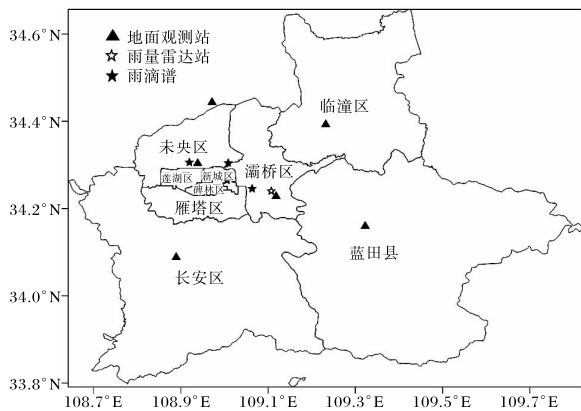 34.6°N
地面观测站
雨量雷达站
雨滴谱
34.4°N
临潼区
未央区
灞桥区
莲湖区
新城区
碑林区
34.2°N
雁塔区
蓝田县
长安区
34.0°N
33.8°N
108.7°E 108.9°E 109.1°E 109.3°E 109.5°E 109.7°E